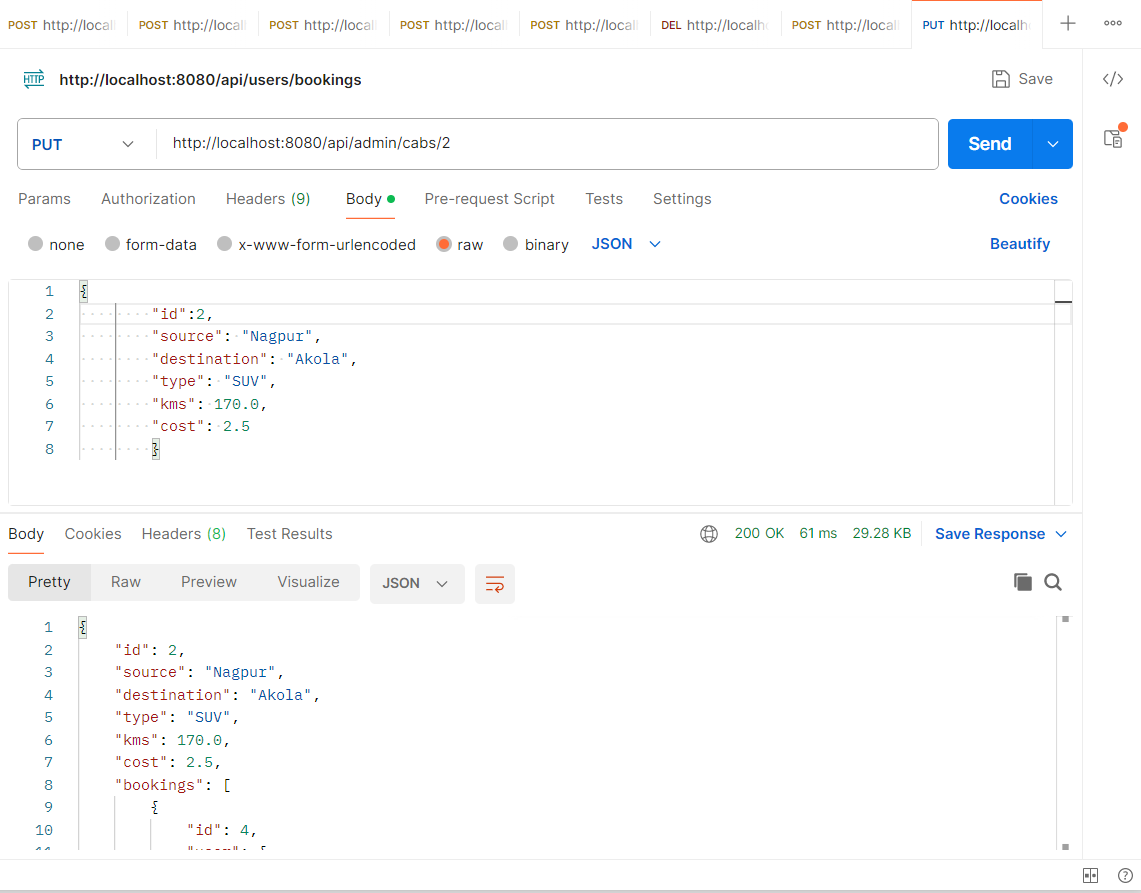 POST http://locall POST http://locall POST http://locall POST http://locall POST http://locall DEL http://localh POST http://locall PUT http://localh
HTTP http://localhost:8080/api/users/bookings Save
PUT http://localhost:8080/api/admin/cabs/2 Send
Params Authorization Headers (9) Body Pre-request Script Tests Settings Cookies
none form-data x-www-form-urlencoded raw binary JSON Beautify
1 {
2 "id":2,
3 "source": "Nagpur",
4 "destination": "Akola",
5 "type": "SUV",
6 "kms": 170.0,
7 "cost": 2.5
8 }
Body Cookies Headers (8) Test Results 200 OK 61 ms 29.28 KB Save Response
Pretty Raw Preview Visualize JSON
1 {
2 "id": 2,
3 "source": "Nagpur",
4 "destination": "Akola",
5 "type": "SUV",
6 "kms": 170.0,
7 "cost": 2.5,
8 "bookings": [
9 {
10 "id": 4,